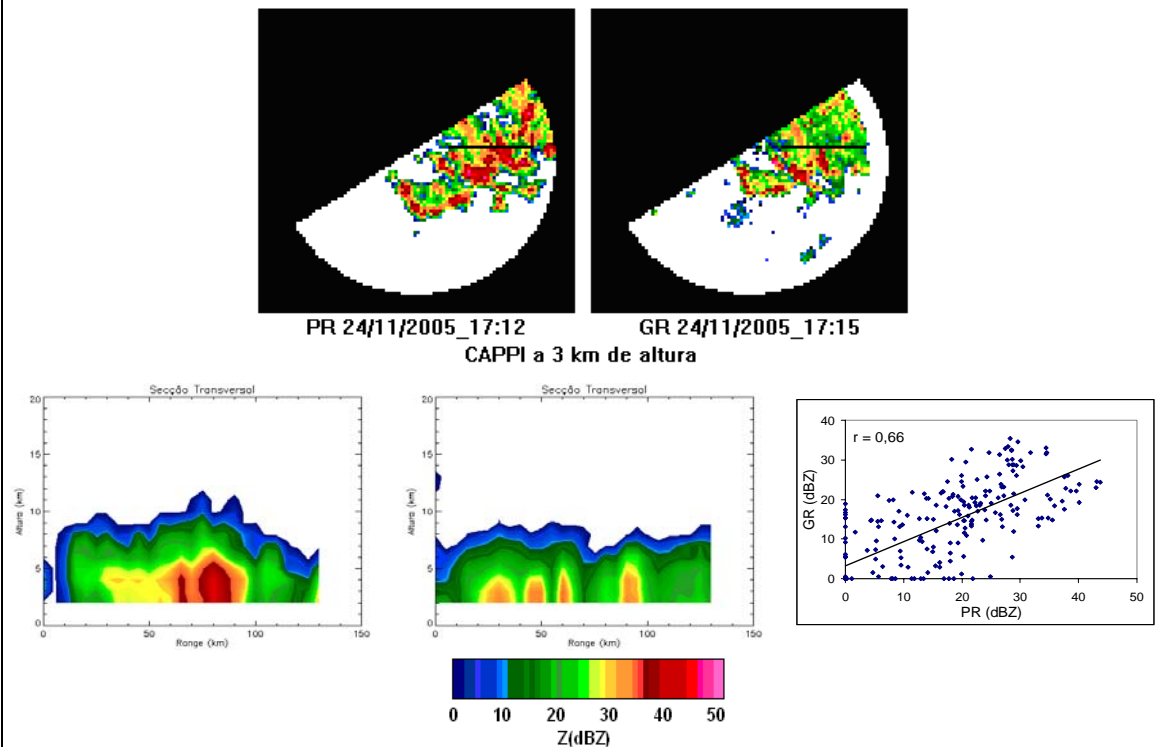 PR 24/11/2005_17:12
GR 24/11/2005_17:15
CAPPI a 3 km de altura
Secção Transversal
20
15
10
5
0
Altura (km)
0
50
100
150
Range (km)
Secção Transversal
20
15
10
5
0
Altura (km)
0
50
100
150
Range (km)
r = 0,66
40
30
20
10
0
GR (dBZ)
0
10
20
30
40
50
PR (dBZ)
0 10 20 30 40 50
Z(dBZ)